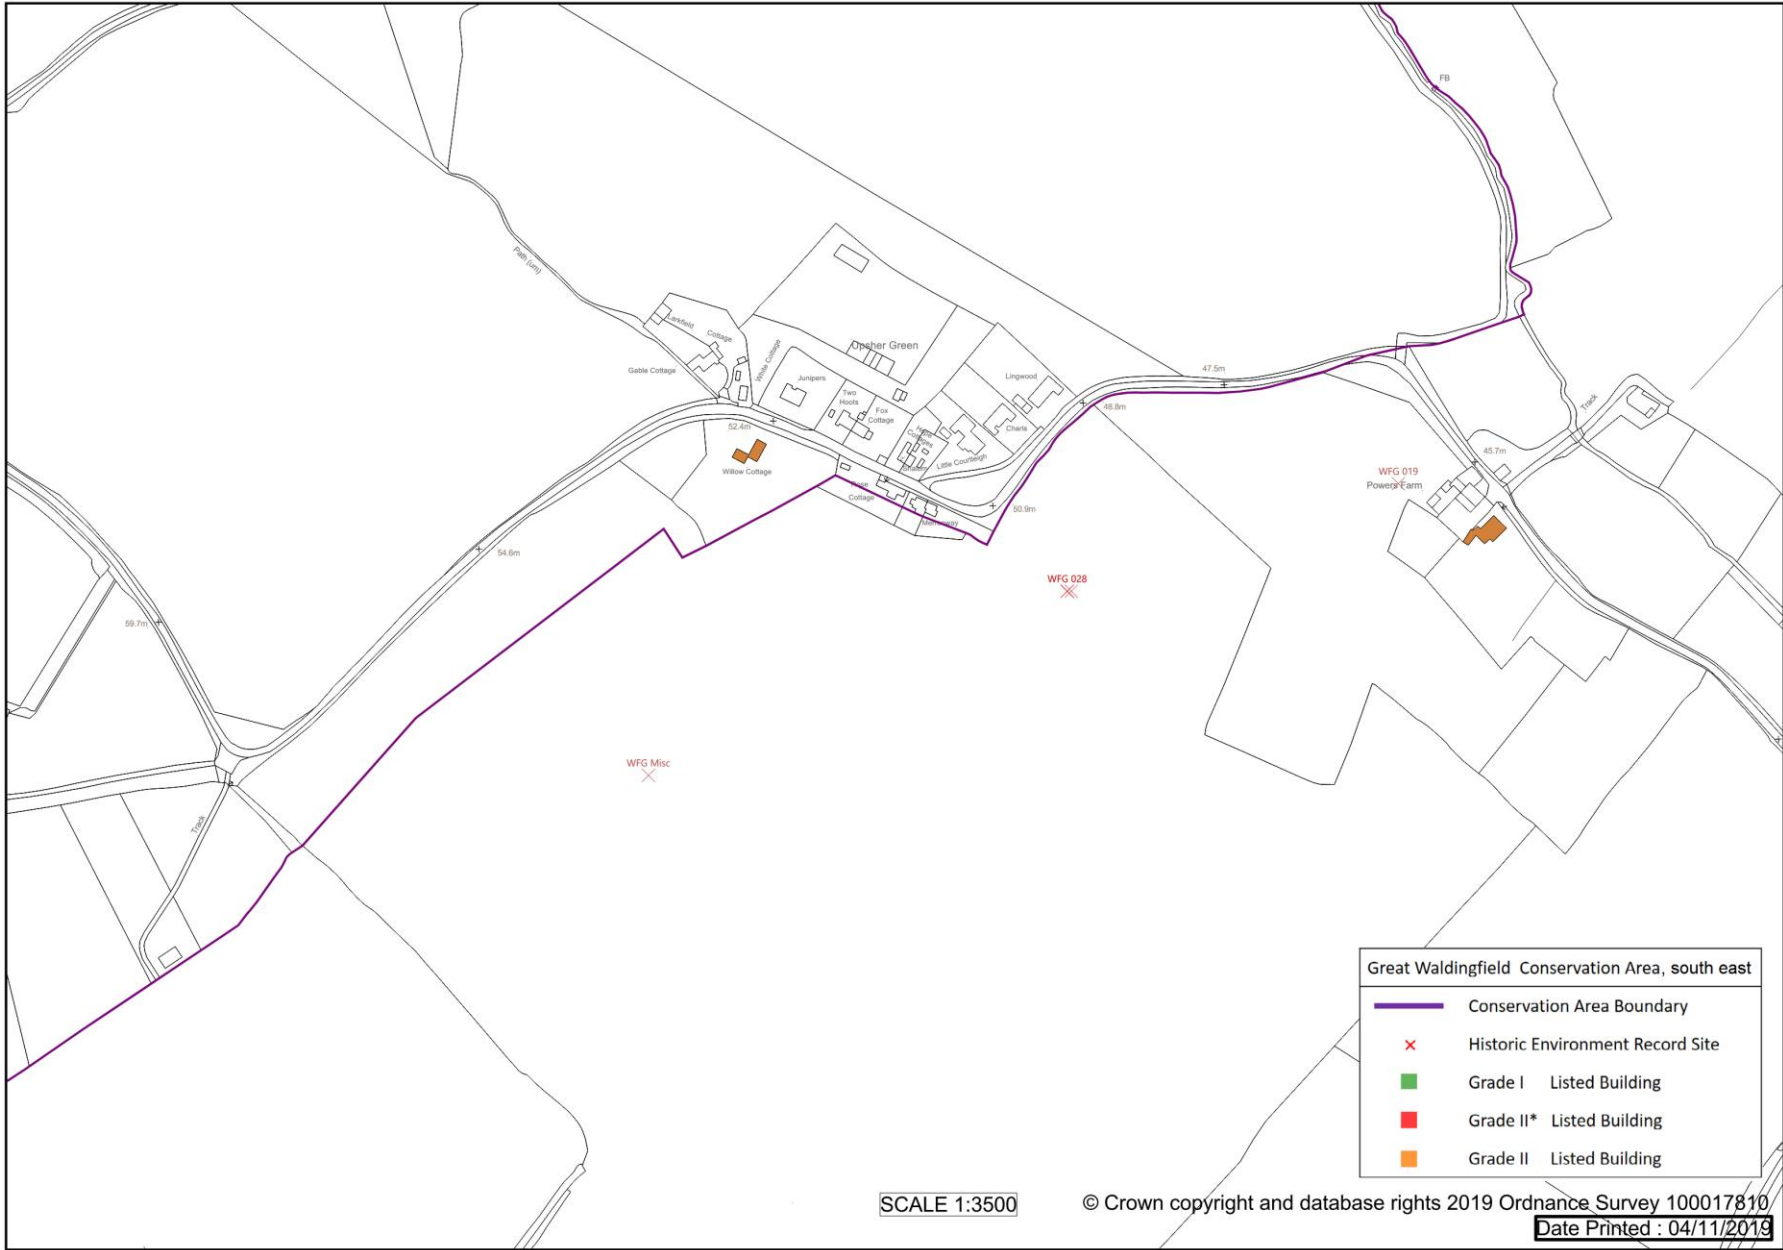 FB
Path (um)
Larkfield
Cottage
White Cottage
Upsher Green
Gable Cottage
Junipers
Two
Hoots
Fox
Cottage
Lingwood
Charis
Cottages
Little Courtleigh
47.5m
48.8m
52.4m
Willow Cottage
Rose
Cottage
50.9m
Track
45.7m
WFG 019
Powers Farm
54.6m
WFG 028
59.7m
WFG Misc
Track
Great Waldingfield Conservation Area, south east
Conservation Area Boundary
Historic Environment Record Site
Grade I Listed Building
Grade II* Listed Building
Grade II Listed Building
SCALE 1:3500
© Crown copyright and database rights 2019 Ordnance Survey 100017810
Date Printed : 04/11/2019